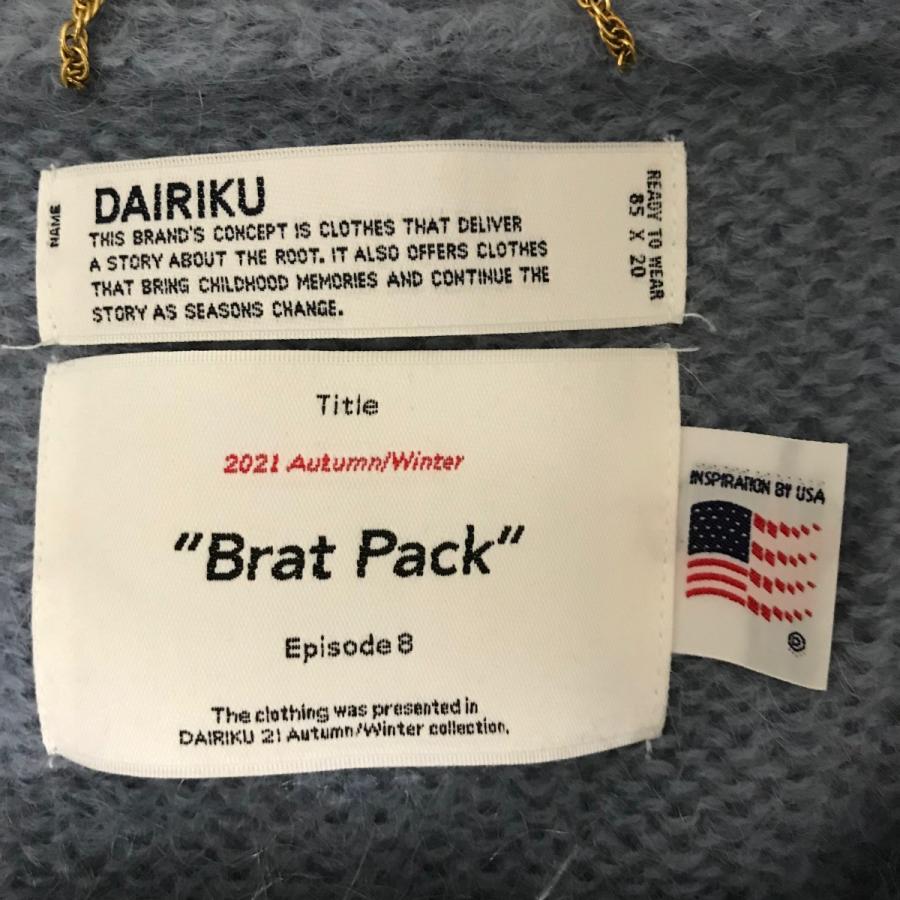 NAME
DAIRIKU
THIS BRAND'S CONCEPT IS CLOTHES THAT DELIVER
A STORY ABOUT THE ROOT. IT ALSO OFFERS CLOTHES
THAT BRING CHILDHOOD MEMORIES AND CONTINUE THE
STORY AS SEASONS CHANGE.
READY TO WEAR
85 X 20
Title
2021 Autumn/Winter
"Brat Pack"
Episode 8
The clothing was presented in
DAIRIKU 21 Autumn/Winter collection.
INSPIRATION BY USA